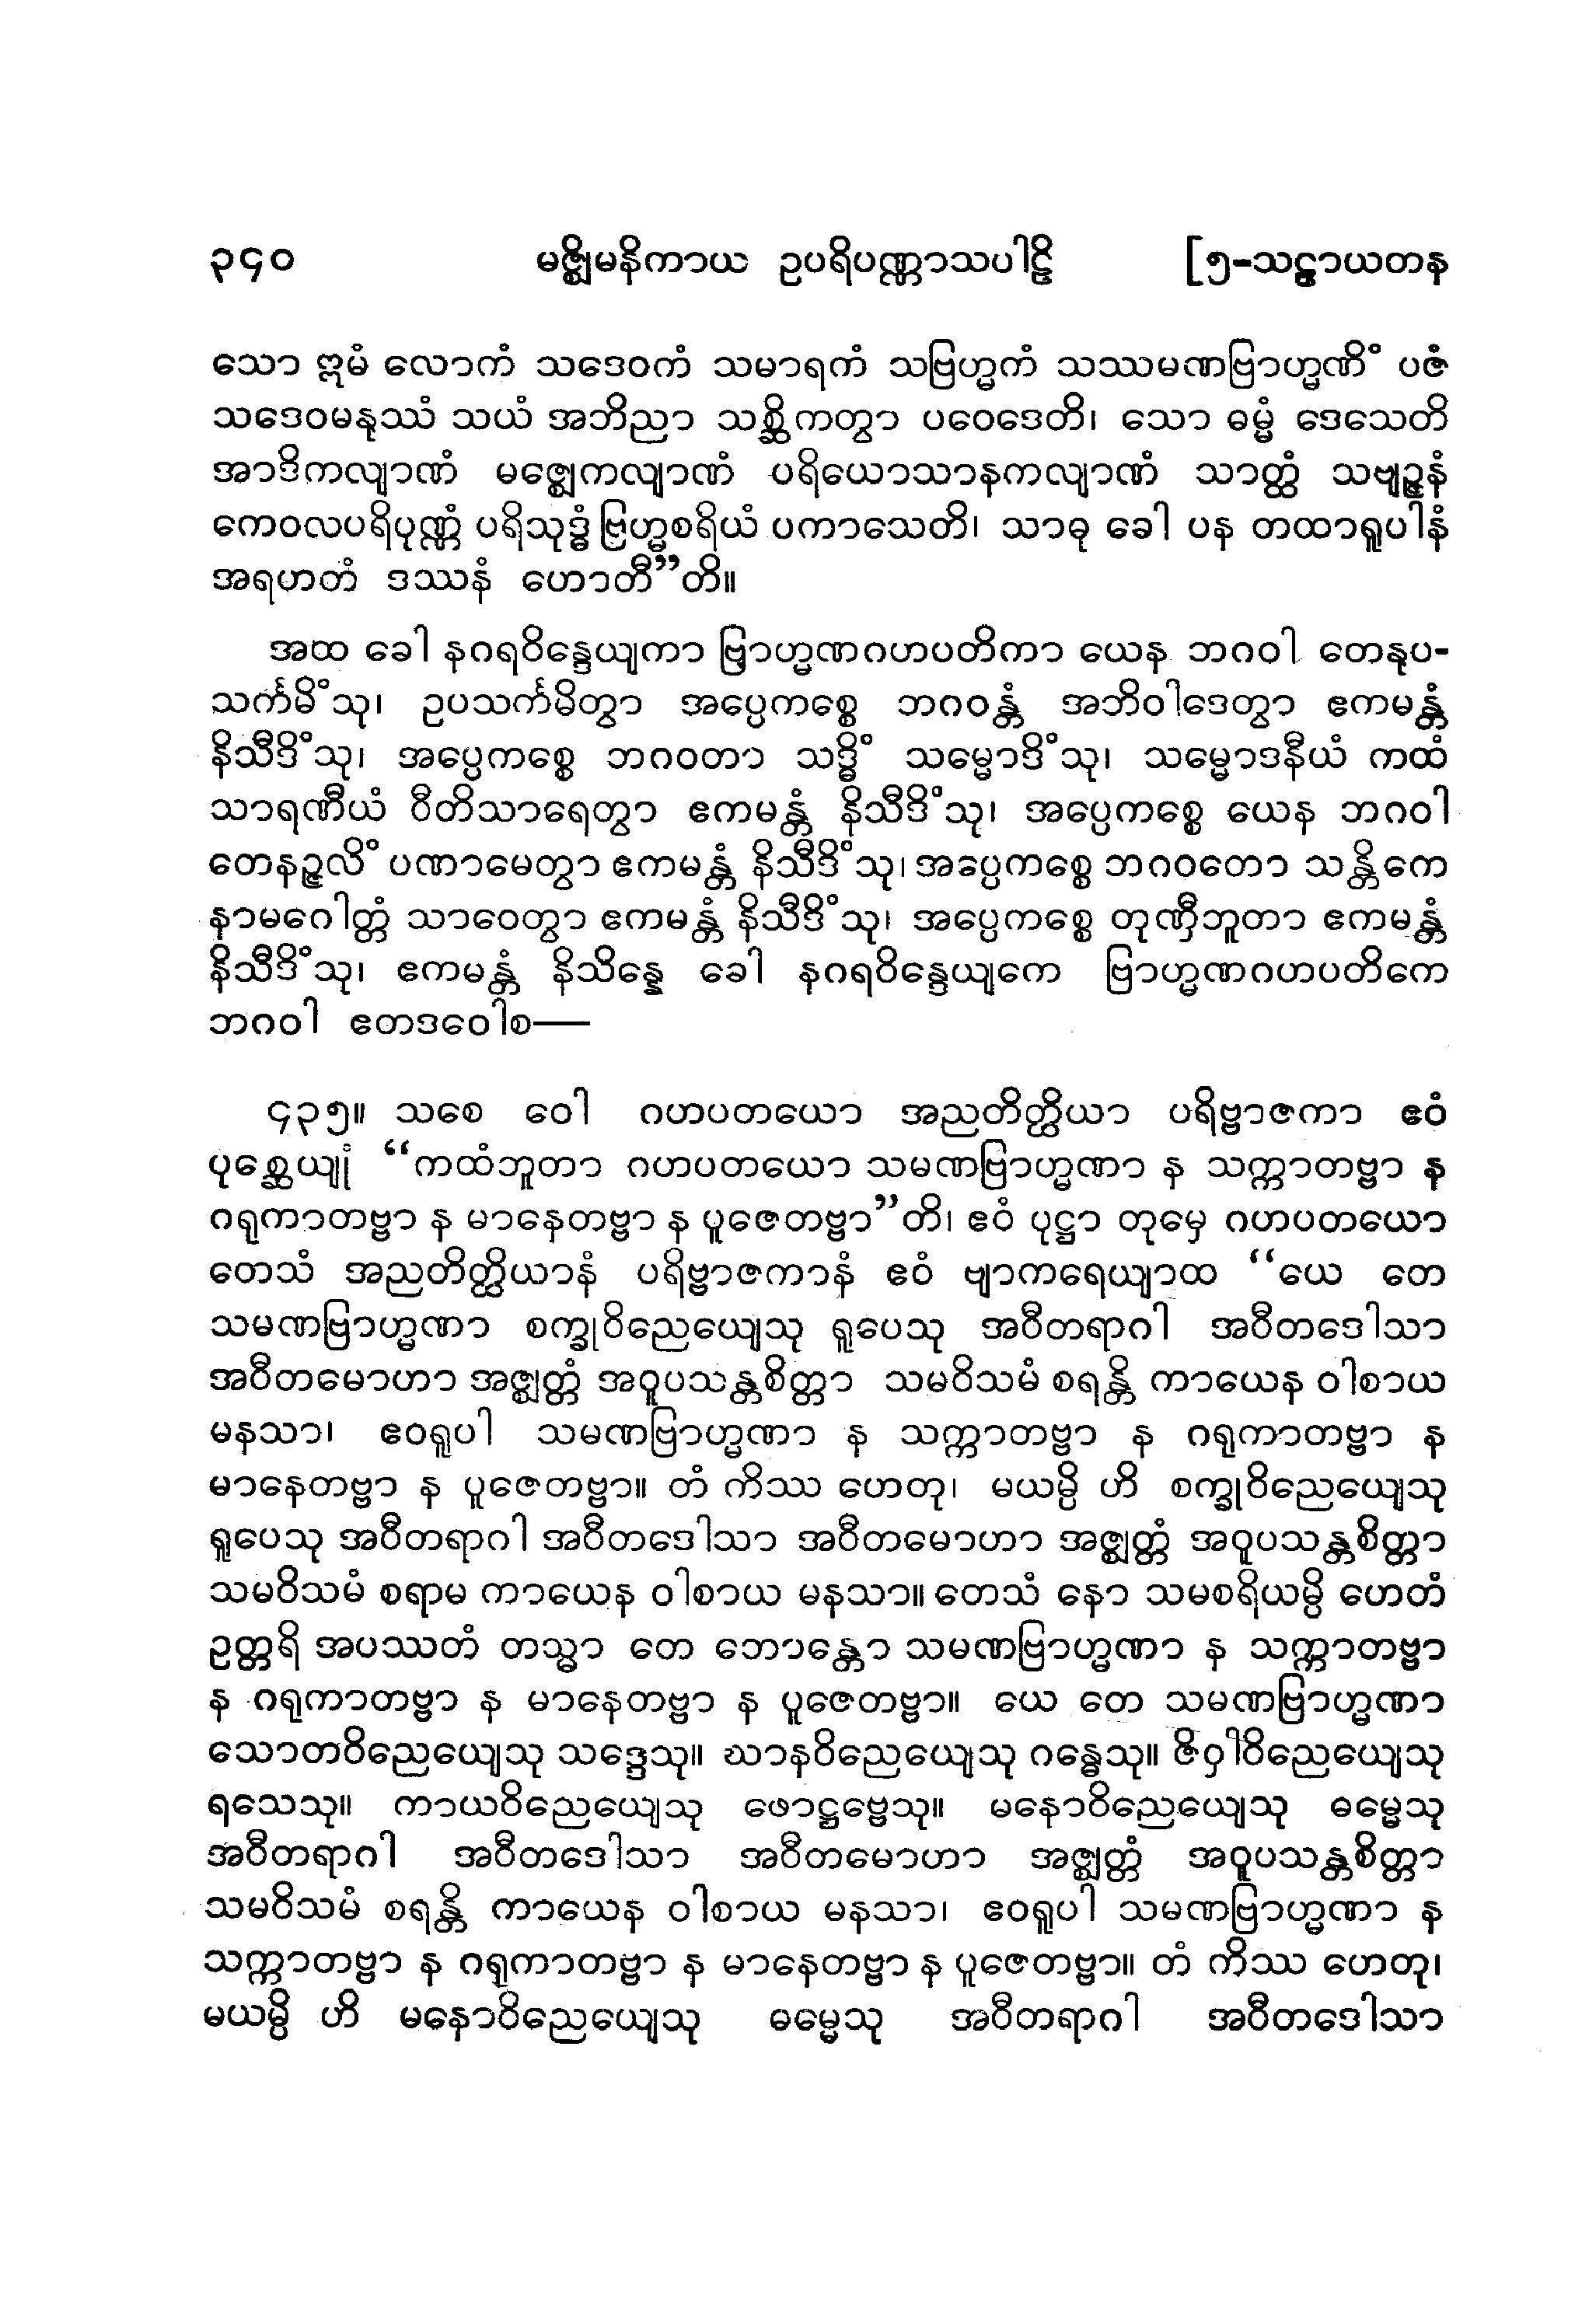 ၃၄၀ မဇ္ဈိမနိကာယ ဥပရိပဏ္ဏာသပါဠိ [၅-သဠာယတန
သော ဣမံ လောကံ သဒေဝကံ သမာရကံ သဗြဟ္မကံ သဿမဏဗြာဟ္မဏိံ ပဇံ
သဒေဝမနုဿံ သယံ အဘိညာ သစ္ဆိကတွာ ပဝေဒေတိ၊ သော ဓမ္မံ ဒေသေတိ
အာဒိကလျာဏံ မဇ္ဈေကလျာဏံ ပရိယောသာနကလျာဏံ သာတ္ထံ သဗျဉ္ဇနံ
ကေဝလပရိပုဏ္ဏံ ပရိသုဒ္ဓံ ဗြဟ္မစရိယံ ပကာသေတိ၊ သာဓု ခေါ ပန တထာရူပါနံ
အရဟတံ ဒဿနံ ဟောတီ”တိ။
အထ ခေါ နဂရဝိန္ဒေယျကာ ဗြာဟ္မဏဂဟပတိကာ ယေန ဘဂဝါ တေနုပ-
သင်္ကမိံသု၊ ဥပသင်္ကမိတွာ အပ္ပေကစ္စေ ဘဂဝန္တံ အဘိဝါဒေတွာ ဧကမန္တံ
နိသီဒိံသု၊ အပ္ပေကစ္စေ ဘဂဝတာ သဒ္ဓိံ သမ္မောဒိံသု၊ သမ္မောဒနီယံ ကထံ
သာရဏီယံ ဝီတိသာရေတွာ ဧကမန္တံ နိသီဒိံသု၊ အပ္ပေကစ္စေ ယေန ဘဂဝါ
တေနဉ္ဇလိံ ပဏာမေတွာ ဧကမန္တံ နိသီဒိံသု၊ အပ္ပေကစ္စေ ဘဂဝတော သန္တိကေ
နာမဂေါတ္တံ သာဝေတွာ ဧကမန္တံ နိသီဒိံသု၊ အပ္ပေကစ္စေ တုဏှီဘူတာ ဧကမန္တံ
နိသီဒိံသု၊ ဧကမန္တံ နိသိန္နေ ခေါ နဂရဝိန္ဒေယျကေ ဗြာဟ္မဏဂဟပတိကေ
ဘဂဝါ ဧတဒဝေါစ—
၄၃၅။ သစေ ဝေါ ဂဟပတယော အညတိတ္ထိယာ ပရိဗ္ဗာဇကာ ဧဝံ
ပုစ္ဆေယျုံ “ကထံဘူတာ ဂဟပတယော သမဏဗြာဟ္မဏာ န သက္ကာတဗ္ဗာ န
ဂရုကာတဗ္ဗာ န မာနေတဗ္ဗာ န ပူဇေတဗ္ဗာ”တိ၊ ဧဝံ ပုဋ္ဌာ တုမှေ ဂဟပတယော
တေသံ အညတိတ္ထိယာနံ ပရိဗ္ဗာဇကာနံ ဧဝံ ဗျာကရေယျာထ “ယေ တေ
သမဏဗြာဟ္မဏာ စက္ခုဝိညေယျေသု ရူပေသု အဝီတရာဂါ အဝီတဒေါသာ
အဝီတမောဟာ အဇ္ဈတ္တံ အဝူပသန္တစိတ္တာ သမဝိသမံ စရန္တိ ကာယေန ဝါစာယ
မနသာ၊ ဧဝရူပါ သမဏဗြာဟ္မဏာ န သက္ကာတဗ္ဗာ န ဂရုကာတဗ္ဗာ န
မာနေတဗ္ဗာ န ပူဇေတဗ္ဗာ။ တံ ကိဿ ဟေတု၊ မယမ္ပိ ဟိ စက္ခုဝိညေယျေသု
ရူပေသု အဝီတရာဂါ အဝီတဒေါသာ အဝီတမောဟာ အဇ္ဈတ္တံ အဝူပသန္တစိတ္တာ
သမဝိသမံ စရာမ ကာယေန ဝါစာယ မနသာ။ တေသံ နော သမစရိယမ္ပိ ဟေတံ
ဥတ္တရိ အပဿတံ တသ္မာ တေ ဘောန္တော သမဏဗြာဟ္မဏာ န သက္ကာတဗ္ဗာ
န ဂရုကာတဗ္ဗာ န မာနေတဗ္ဗာ န ပူဇေတဗ္ဗာ။ ယေ တေ သမဏဗြာဟ္မဏာ
သောတဝိညေယျေသု သဒ္ဒေသု။ ဃာနဝိညေယျေသု ဂန္ဓေသု။ ဇိဝှါဝိညေယျေသု
ရသေသု။ ကာယဝိညေယျေသု ဖောဋ္ဌဗ္ဗေသု။ မနောဝိညေယျေသု ဓမ္မေသု
အဝီတရာဂါ အဝီတဒေါသာ အဝီတမောဟာ အဇ္ဈတ္တံ အဝူပသန္တစိတ္တာ
သမဝိသမံ စရန္တိ ကာယေန ဝါစာယ မနသာ၊ ဧဝရူပါ သမဏဗြာဟ္မဏာ န
သက္ကာတဗ္ဗာ န ဂရုကာတဗ္ဗာ န မာနေတဗ္ဗာ န ပူဇေတဗ္ဗာ။ တံ ကိဿ ဟေတု၊
မယမ္ပိ ဟိ မနောဝိညေယျေသု ဓမ္မေသု အဝီတရာဂါ အဝီတဒေါသာ